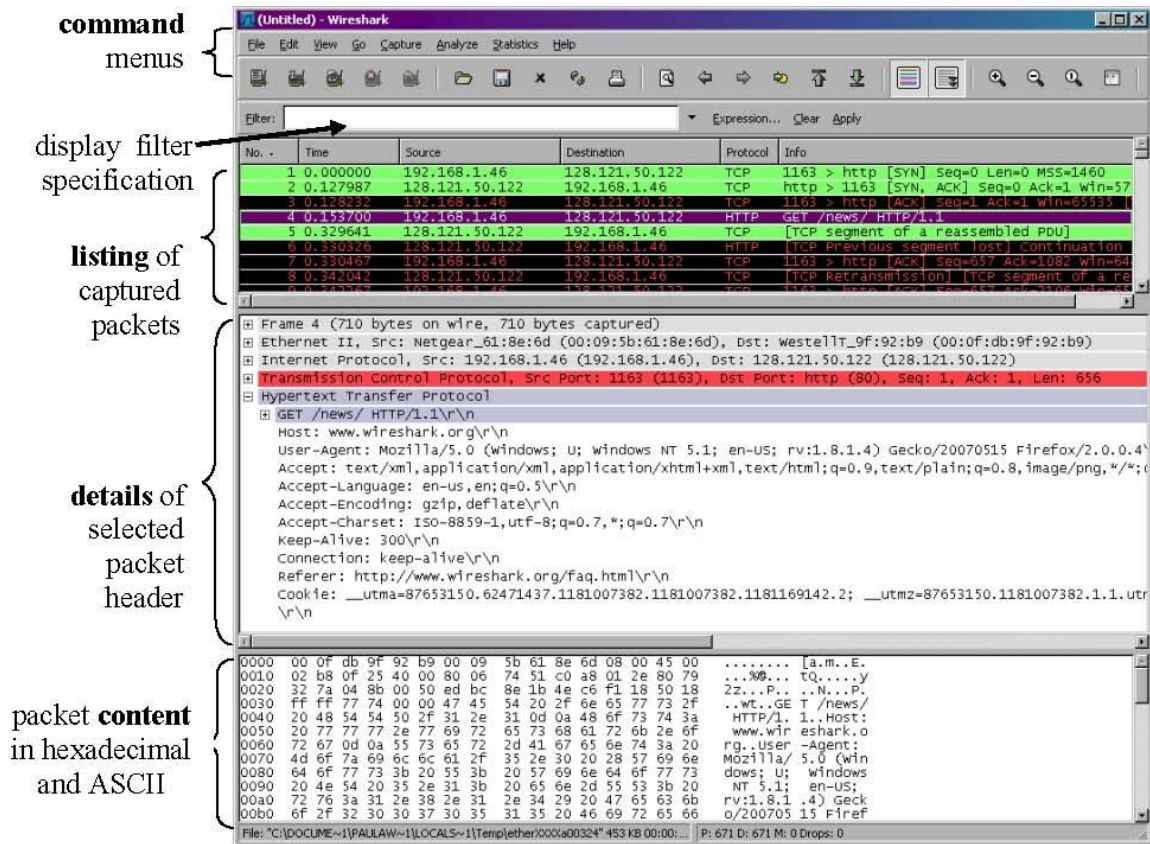 command
menus
display filter
specification
listing of
captured
packets
details of
selected
packet
header
packet content
in hexadecimal
and ASCII
(Untitled) - Wireshark
File Edit View Go Capture Analyze Statistics Help
Filter: Expression... Clear Apply
No. - Time Source Destination Protocol Info
1 0.000000 192.168.1.46 128.121.50.122 TCP 1163 > http [SYN] Seq=0 Len=0 MSS=1460
2 0.127987 128.121.50.122 192.168.1.46 TCP http > 1163 [SYN, ACK] Seq=0 Ack=1 Win=57
3 0.128232 192.168.1.46 128.121.50.122 TCP 1163 > http [ACK] Seq=1 Ack=1 Win=65535 [
4 0.153700 192.168.1.46 128.121.50.122 HTTP GET /news/ HTTP/1.1
5 0.329641 128.121.50.122 192.168.1.46 TCP [TCP segment of a reassembled PDU]
6 0.330326 128.121.50.122 192.168.1.46 HTTP [TCP Previous segment lost] Continuation
7 0.330467 192.168.1.46 128.121.50.122 TCP 1163 > http [ACK] Seq=657 Ack=1082 Win=64
8 0.342042 128.121.50.122 192.168.1.46 TCP [TCP Retransmission] [TCP segment of a re
Frame 4 (710 bytes on wire, 710 bytes captured)
Ethernet II, Src: Netgear_61:8e:6d (00:09:5b:61:8e:6d), Dst: WestellT_9f:92:b9 (00:0f:db:9f:92:b9)
Internet Protocol, Src: 192.168.1.46 (192.168.1.46), Dst: 128.121.50.122 (128.121.50.122)
Transmission Control Protocol, Src Port: 1163 (1163), Dst Port: http (80), Seq: 1, Ack: 1, Len: 656
Hypertext Transfer Protocol
GET /news/ HTTP/1.1\r\n
Host: www.wireshark.org\r\n
User-Agent: Mozilla/5.0 (Windows; U; Windows NT 5.1; en-US; rv:1.8.1.4) Gecko/20070515 Firefox/2.0.0.4\
Accept: text/xml,application/xml,application/xhtml+xml,text/html;q=0.9,text/plain;q=0.8,image/png,*/*;
Accept-Language: en-us,en;q=0.5\r\n
Accept-Encoding: gzip,deflate\r\n
Accept-Charset: ISO-8859-1,utf-8;q=0.7,*;q=0.7\r\n
Keep-Alive: 300\r\n
Connection: keep-alive\r\n
Referer: http://www.wireshark.org/faq.html\r\n
Cookie: __utma=87653150.62471437.1181007382.1181007382.1181169142.2; __utmz=87653150.1181007382.1.1.utm
\r\n
0000 00 0f db 9f 92 b9 00 09 5b 61 8e 6d 08 00 45 00 ........ [a.m..E.
0010 02 b8 0f 25 40 00 80 06 74 51 c0 a8 01 2e 80 79 ...%@... tQ.....y
0020 32 7a 04 8b 00 50 ed bc 8e 1b 4e c6 f1 18 50 18 2z...P.. ..N...P.
0030 ff ff 77 74 00 00 47 45 54 20 2f 6e 65 77 73 2f ..wt..GE T /news/
0040 20 48 54 54 50 2f 31 2e 31 0d 0a 48 6f 73 74 3a HTTP/1. 1..Host:
0050 20 77 77 77 2e 77 69 72 65 73 68 61 72 6b 2e 6f www.wir eshark.o
0060 72 67 0d 0a 55 73 65 72 2d 41 67 65 6e 74 3a 20 rg..User -Agent:
0070 4d 6f 7a 69 6c 6c 61 2f 35 2e 30 20 28 57 69 6e Mozilla/ 5.0 (Win
0080 64 6f 77 73 3b 20 55 3b 20 57 69 6e 64 6f 77 73 dows; U; Windows
0090 20 4e 54 20 35 2e 31 3b 20 65 6e 2d 55 53 3b 20 NT 5.1; en-US;
00a0 72 76 3a 31 2e 38 2e 31 2e 34 29 20 47 65 63 6b rv:1.8.1 .4) Geck
00b0 6f 2f 32 30 30 37 30 35 31 35 20 46 69 72 65 66 o/200705 15 Firef
File: "C:\DOCUME~1\PAULAW~1\LOCALS~1\Temp\etherXXXXa00324" 453 KB 00:00:... P: 671 D: 671 M: 0 Drops: 0